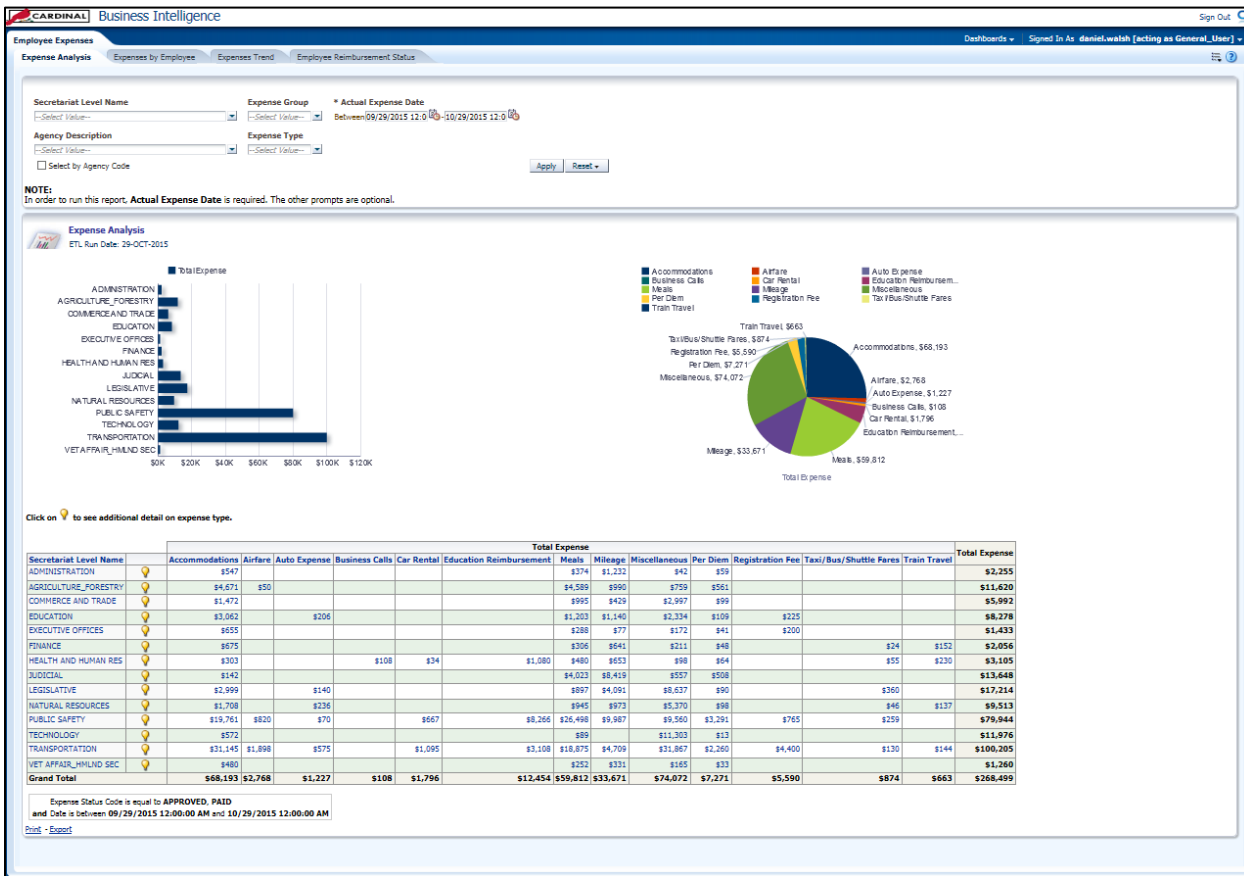 CARDINAL Business Intelligence
Sign Out
Employee Expenses
Dashboards Signed In As daniel.walsh [acting as General_User]
Expense Analysis Expenses by Employee Expenses Trend Employee Reimbursement Status
Secretariat Level Name Expense Group * Actual Expense Date
--Select Value-- --Select Value-- Between 09/29/2015 12:0 - 10/29/2015 12:0
Agency Description Expense Type
--Select Value-- --Select Value--
Select by Agency Code
Apply Reset
NOTE:
In order to run this report, Actual Expense Date is required. The other prompts are optional.
Expense Analysis
ETL Run Date: 29-OCT-2015
Total Expense
ADMINISTRATION
AGRICULTURE_FORESTRY
COMMERCE AND TRADE
EDUCATION
EXECUTIVE OFFICES
FINANCE
HEALTH AND HUMAN RES
JUDICIAL
LEGISLATIVE
NATURAL RESOURCES
PUBLIC SAFETY
TECHNOLOGY
TRANSPORTATION
VET AFFAIR_HMLND SEC
$0K $20K $40K $60K $80K $100K $120K
Accommodations Airfare Auto Expense
Business Calls Car Rental Education Reimbursem...
Meals Mileage Miscellaneous
Per Diem Registration Fee Taxi/Bus/Shuttle Fares
Train Travel
Train Travel, $663
Taxi/Bus/Shuttle Fares, $874
Registration Fee, $5,590
Per Diem, $7,271
Miscellaneous, $74,072
Accommodations, $68,193
Airfare, $2,768
Auto Expense, $1,227
Business Calls, $108
Car Rental, $1,796
Education Reimbursement,...
Mileage, $33,671
Meals, $59,812
Total Expense
Click on to see additional detail on expense type.
Total Expense
Secretariat Level Name Accommodations Airfare Auto Expense Business Calls Car Rental Education Reimbursement Meals Mileage Miscellaneous Per Diem Registration Fee Taxi/Bus/Shuttle Fares Train Travel Total Expense
ADMINISTRATION $547 $374 $1,232 $42 $59 $2,255
AGRICULTURE_FORESTRY $4,671 $50 $4,589 $990 $759 $561 $11,620
COMMERCE AND TRADE $1,472 $995 $429 $2,997 $99 $5,992
EDUCATION $3,062 $206 $1,203 $1,140 $2,334 $109 $225 $8,278
EXECUTIVE OFFICES $655 $288 $77 $172 $41 $200 $1,433
FINANCE $675 $306 $641 $211 $48 $24 $152 $2,056
HEALTH AND HUMAN RES $303 $108 $34 $1,080 $480 $653 $98 $64 $55 $230 $3,105
JUDICIAL $142 $4,023 $8,419 $557 $508 $13,648
LEGISLATIVE $2,999 $140 $897 $4,091 $8,637 $90 $360 $17,214
NATURAL RESOURCES $1,708 $236 $945 $973 $5,370 $98 $46 $137 $9,513
PUBLIC SAFETY $19,761 $820 $70 $667 $8,266 $26,498 $9,987 $9,560 $3,291 $765 $259 $79,944
TECHNOLOGY $572 $89 $11,303 $13 $11,976
TRANSPORTATION $31,145 $1,898 $575 $1,095 $3,108 $18,875 $4,709 $31,867 $2,260 $4,400 $130 $144 $100,205
VET AFFAIR_HMLND SEC $480 $252 $331 $165 $33 $1,260
Grand Total $68,193 $2,768 $1,227 $108 $1,796 $12,454 $59,812 $33,671 $74,072 $7,271 $5,590 $874 $663 $268,499
Expense Status Code is equal to APPROVED, PAID
and Date is between 09/29/2015 12:00:00 AM and 10/29/2015 12:00:00 AM
Print - Export